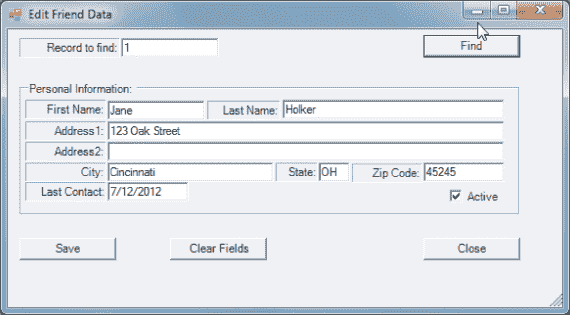 Edit Friend Data
Record to find: 1 Find
Personal Information:
First Name: Jane Last Name: Holker
Address1: 123 Oak Street
Address2:
City: Cincinnati State: OH Zip Code: 45245
Last Contact: 7/12/2012 Active
Save Clear Fields Close